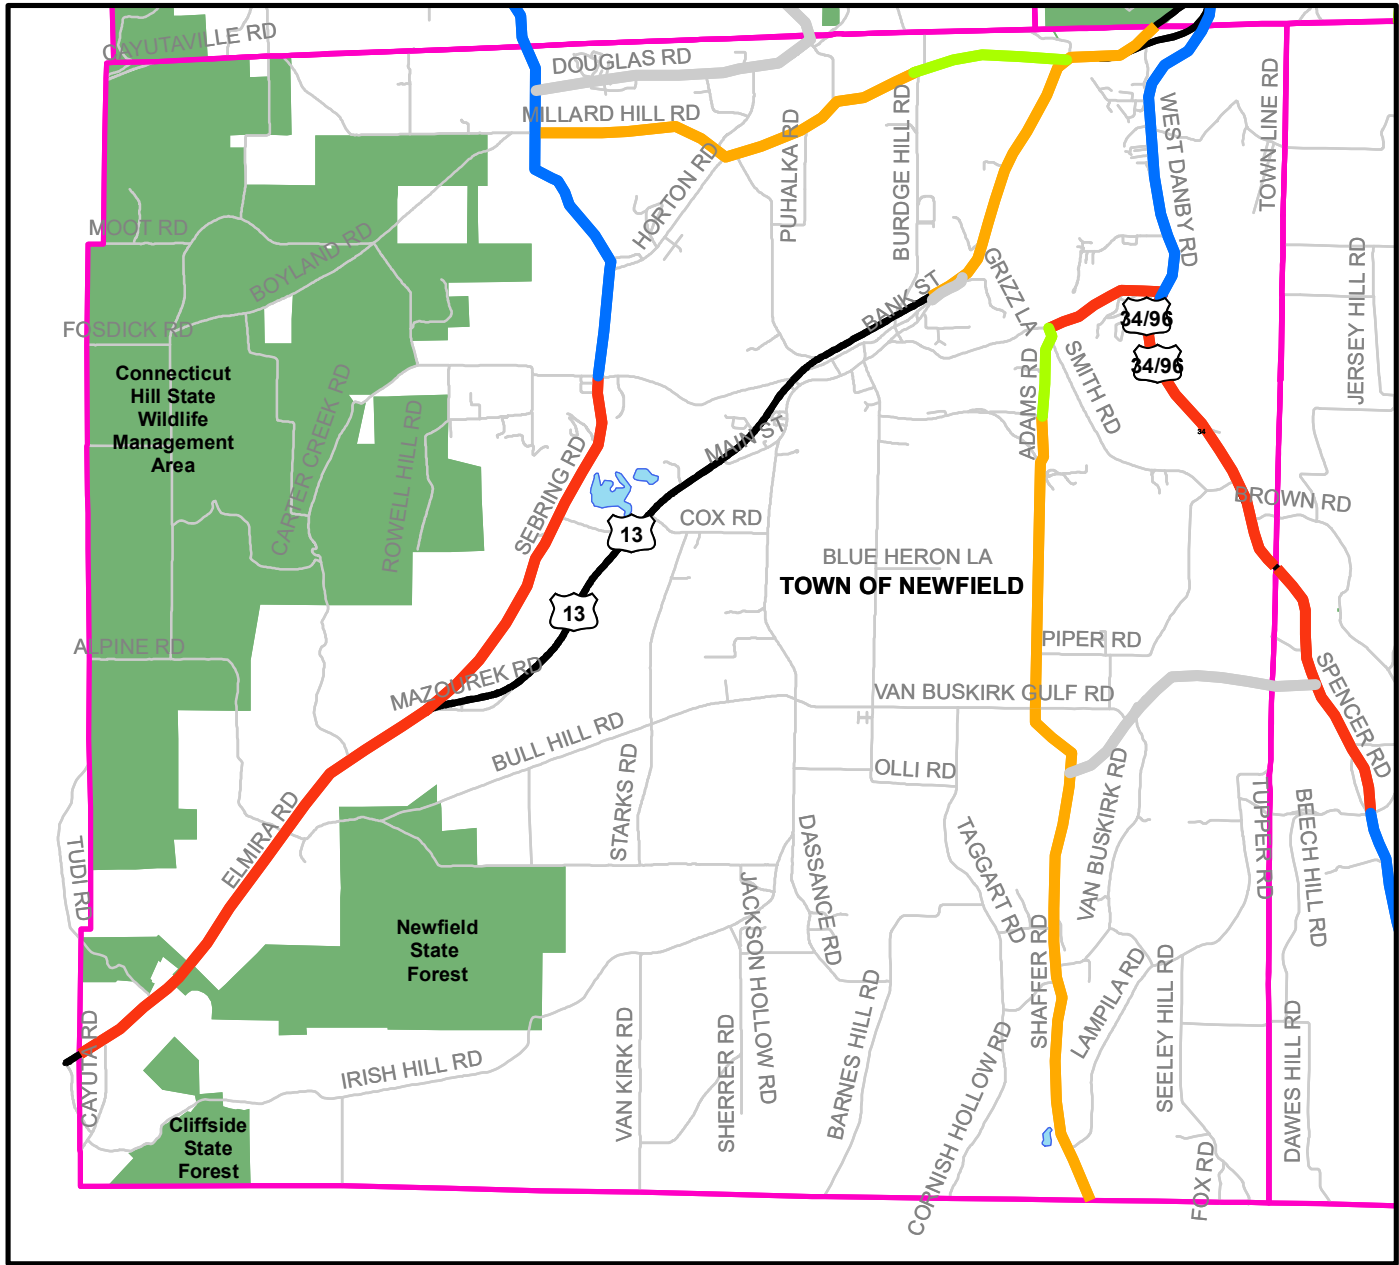 CAYUTAVILLE RD
DOUGLAS RD
MILLARD HILL RD
HORTON RD
PUHALKA RD
BURDGE HILL RD
WEST DANBY RD
TOWN LINE RD
MOOT RD
BOYLAND RD
FOSDICK RD
BANK ST
GRIZZ LA
34/96
34/96
JERSEY HILL RD
Connecticut
Hill State
Wildlife
Management
Area
CARTER CREEK RD
ROWELL HILL RD
SEBRING RD
MAIN ST
ADAMS RD
SMITH RD
34
BROWN RD
COX RD
13
13
BLUE HERON LA
TOWN OF NEWFIELD
ALPINE RD
MAZOUREK RD
PIPER RD
VAN BUSKIRK GULF RD
SPENCER RD
BULL HILL RD
OLLI RD
STARKS RD
ELMIRA RD
TUDI RD
DASSANCE RD
TAGGART RD
VAN BUSKIRK RD
TUPPER RD
BEECH HILL RD
Newfield
State
Forest
JACKSON HOLLOW RD
SHAFFER RD
LAMPILA RD
SEELEY HILL RD
CAYUTA RD
IRISH HILL RD
VAN KIRK RD
SHERRER RD
BARNES HILL RD
CORNISH HOLLOW RD
DAWES HILL RD
FOX RD
Cliffside
State
Forest